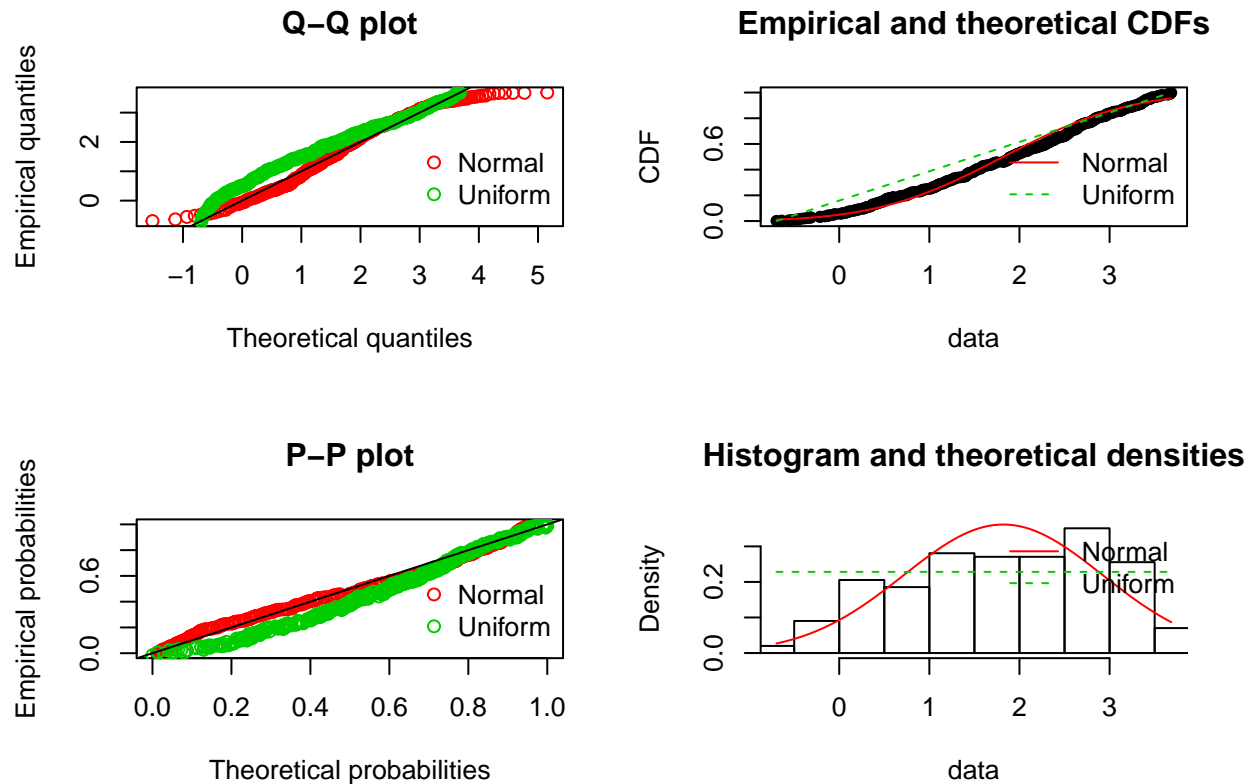 Q−Q plot
Empirical quantiles
0
2
Normal
Uniform
−1 0 1 2 3 4 5
Theoretical quantiles
Empirical and theoretical CDFs
CDF
0.0
0.6
Normal
Uniform
0 1 2 3
data
P−P plot
Empirical probabilities
0.0
0.6
Normal
Uniform
0.0 0.2 0.4 0.6 0.8 1.0
Theoretical probabilities
Histogram and theoretical densities
Density
0.0
0.2
Normal
Uniform
0 1 2 3
data